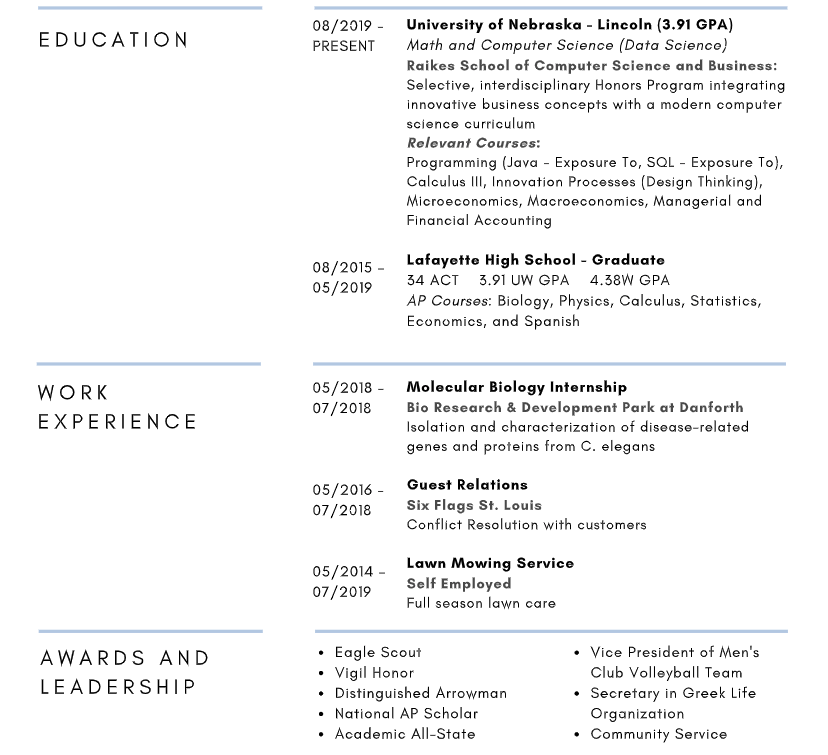 EDUCATION
08/2019 -
PRESENT
University of Nebraska - Lincoln (3.91 GPA)
Math and Computer Science (Data Science)
Raikes School of Computer Science and Business:
Selective, interdisciplinary Honors Program integrating
innovative business concepts with a modern computer
science curriculum
Relevant Courses:
Programming (Java - Exposure To, SQL - Exposure To),
Calculus III, Innovation Processes (Design Thinking),
Microeconomics, Macroeconomics, Managerial and
Financial Accounting
08/2015 -
05/2019
Lafayette High School - Graduate
34 ACT 3.91 UW GPA 4.38W GPA
AP Courses: Biology, Physics, Calculus, Statistics,
Economics, and Spanish
WORK
EXPERIENCE
05/2018 -
07/2018
Molecular Biology Internship
Bio Research & Development Park at Danforth
Isolation and characterization of disease-related
genes and proteins from C. elegans
05/2016 -
07/2018
Guest Relations
Six Flags St. Louis
Conflict Resolution with customers
05/2014 -
07/2019
Lawn Mowing Service
Self Employed
Full season lawn care
AWARDS AND
LEADERSHIP
• Eagle Scout
• Vigil Honor
• Distinguished Arrowman
• National AP Scholar
• Academic All-State
• Vice President of Men's
Club Volleyball Team
• Secretary in Greek Life
Organization
• Community Service